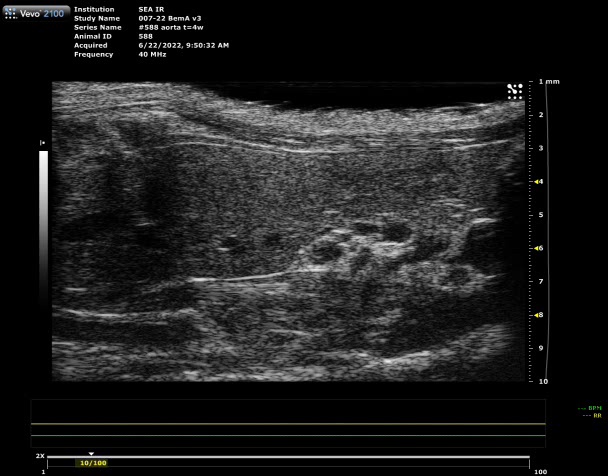 Vevo 2100
Institution SEA IR
Study Name 007-22 BemA v3
Series Name #588 aorta t=4w
Animal ID 588
Acquired 6/22/2022, 9:50:32 AM
Frequency 40 MHz
1 mm
2
3
4
5
6
7
8
9
10
--- BPM
--- RR
2X
10/100
1 100